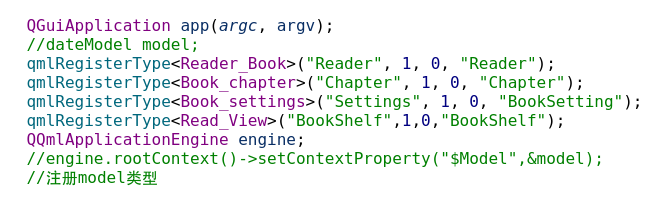 QGuiApplication app(argc, argv);
//dateModel model;
qmlRegisterType<Reader_Book>("Reader", 1, 0, "Reader");
qmlRegisterType<Book_chapter>("Chapter", 1, 0, "Chapter");
qmlRegisterType<Book_settings>("Settings", 1, 0, "BookSetting");
qmlRegisterType<Read_View>("BookShelf",1,0,"BookShelf");
QQmlApplicationEngine engine;
//engine.rootContext()->setContextProperty("$Model",&model);
//注册model类型